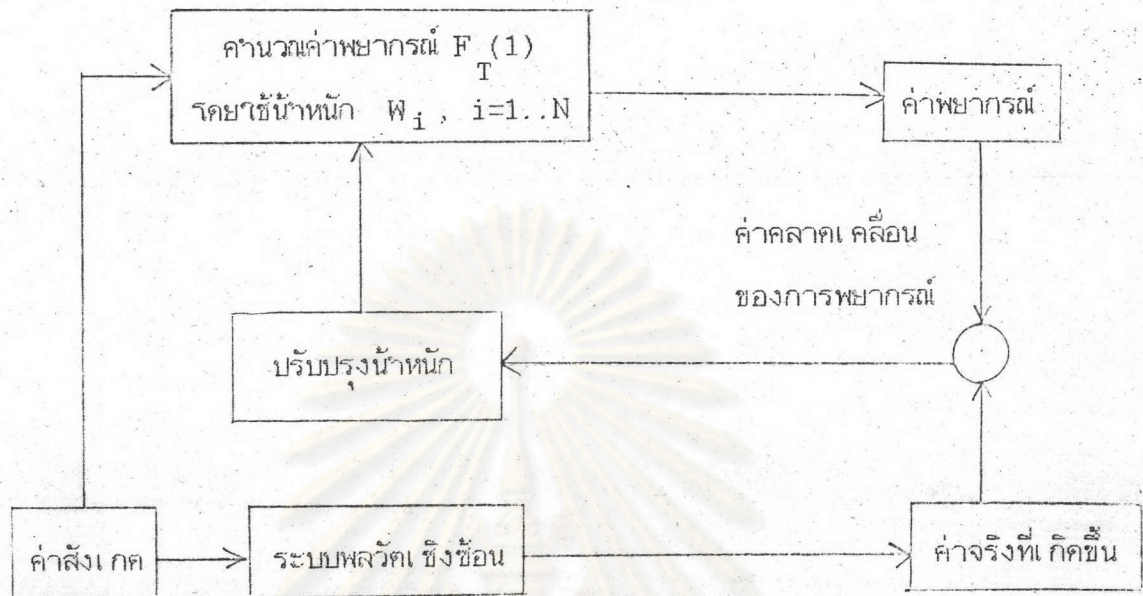 คำนวณค่าพยากรณ์ F_T(1)
โดยใช้น้ำหนัก W_i, i=1..N
ค่าพยากรณ์
ค่าคลาดเคลื่อน
ของการพยากรณ์
ปรับปรุงน้ำหนัก
ค่าสังเกต
ระบบพลวัตเชิงซ้อน
ค่าจริงที่เกิดขึ้น